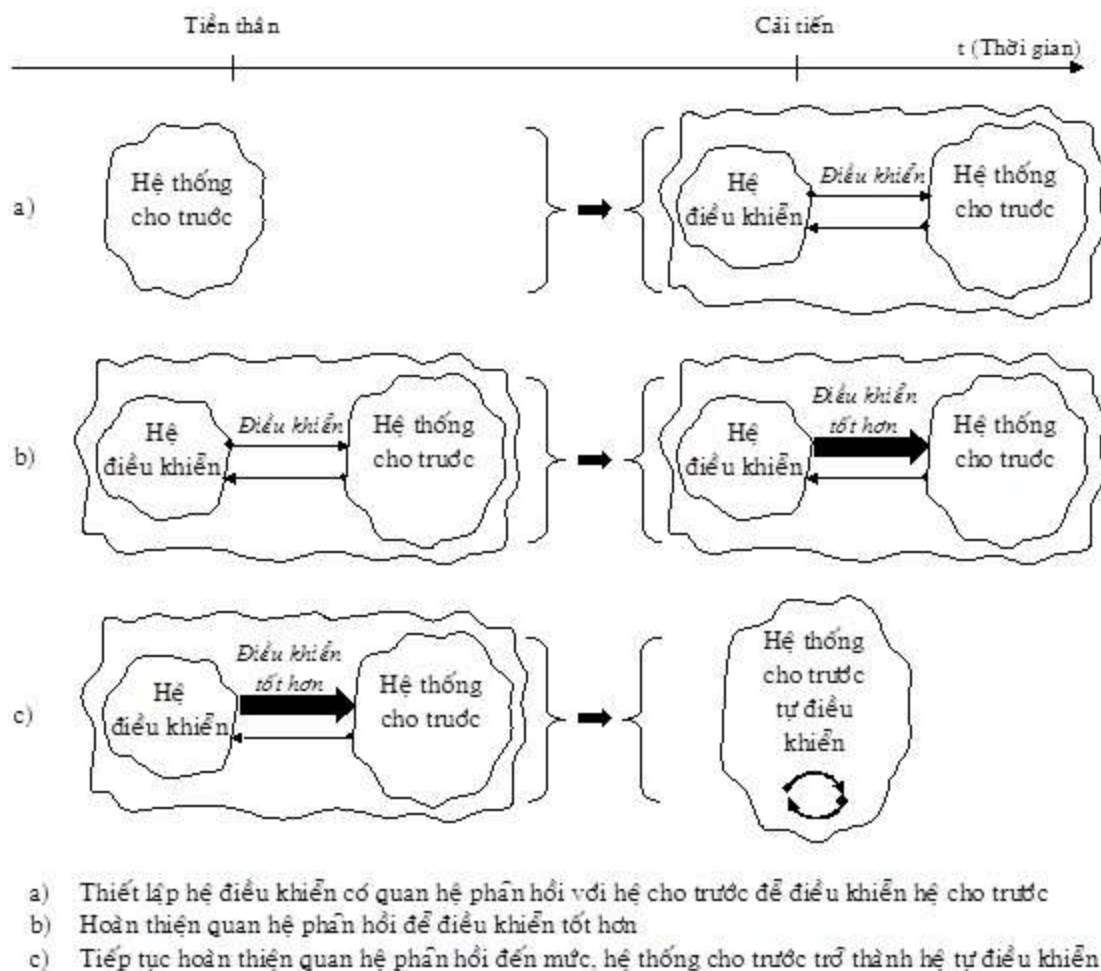 Tiền thân
Cải tiến
t (Thời gian)
a)
Hệ thống
cho trước
Hệ
điều khiển
Điều khiển
Hệ thống
cho trước
b)
Hệ
điều khiển
Điều khiển
Hệ thống
cho trước
Hệ
điều khiển
Điều khiển
tốt hơn
Hệ thống
cho trước
c)
Hệ
điều khiển
Điều khiển
tốt hơn
Hệ thống
cho trước
Hệ thống
cho trước
tự điều
khiển
a) Thiết lập hệ điều khiển có quan hệ phản hồi với hệ cho trước để điều khiển hệ cho trước
b) Hoàn thiện quan hệ phản hồi để điều khiển tốt hơn
c) Tiếp tục hoàn thiện quan hệ phản hồi đến mức, hệ thống cho trước trở thành hệ tự điều khiển